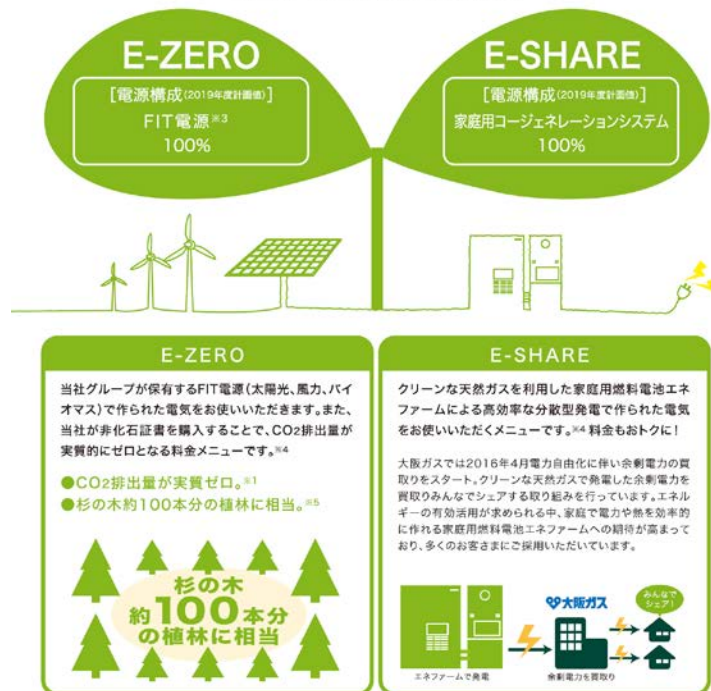 E-ZERO
[電源構成(2019年度計画値)]
FIT電源※3
100%
E-SHARE
[電源構成(2019年度計画値)]
家庭用コージェネレーションシステム
100%
E-ZERO
当社グループが保有するFIT電源(太陽光、風力、バイ
オマス)で作られた電気をお使いいただきます。また、
当社が非化石証書を購入することで、CO2排出量が
実質的にゼロとなる料金メニューです。※4
●CO2排出量が実質ゼロ。※1
●杉の木約100本分の植林に相当。※5
杉の木
約100本分
の植林に相当
E-SHARE
クリーンな天然ガスを利用した家庭用燃料電池エネ
ファームによる高効率な分散型発電で作られた電気
をお使いいただくメニューです。※4 料金もおトクに!
大阪ガスでは2016年4月電力自由化に伴い余剰電力の買
取りをスタート。クリーンな天然ガスで発電した余剰電力を
買取りみんなでシェアする取り組みを行っています。エネル
ギーの有効活用が求められる中、家庭で電力や熱を効率的
に作れる家庭用燃料電池エネファームへの期待が高まって
おり、多くのお客さまにご採用いただいています。
大阪ガス
みんなで
シェア!
エネファームで発電
余剰電力を買取り